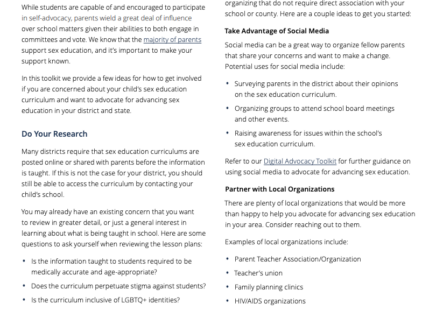 While students are capable of and encouraged to participate
in self-advocacy, parents wield a great deal of influence
over school matters given their abilities to both engage in
committees and vote. We know that the majority of parents
support sex education, and it's important to make your
support known.
In this toolkit we provide a few ideas for how to get involved
if you are concerned about your child's sex education
curriculum and want to advocate for advancing sex
education in your district and state.
Do Your Research
Many districts require that sex education curriculums are
posted online or shared with parents before the information
is taught. If this is not the case for your district, you should
still be able to access the curriculum by contacting your
child's school.
You may already have an existing concern that you want
to review in greater detail, or just a general interest in
learning about what is being taught in school. Here are some
questions to ask yourself when reviewing the lesson plans:
• Is the information taught to students required to be
medically accurate and age-appropriate?
• Does the curriculum perpetuate stigma against students?
• Is the curriculum inclusive of LGBTQ+ identities?
organizing that do not require direct association with your
school or county. Here are a couple ideas to get you started:
Take Advantage of Social Media
Social media can be a great way to organize fellow parents
that share your concerns and want to make a change.
Potential uses for social media include:
• Surveying parents in the district about their opinions
on the sex education curriculum.
• Organizing groups to attend school board meetings
and other events.
• Raising awareness for issues within the school's
sex education curriculum.
Refer to our Digital Advocacy Toolkit for further guidance on
using social media to advocate for advanced sex education.
Partner with Local Organizations
There are plenty of local organizations that would be more
than happy to help you advocate for advancing sex education
in your area. Consider reaching out to them.
Examples of local organizations include:
• Parent Teacher Association/Organization
• Teacher's union
• Family planning clinics
• HIV/AIDS organizations